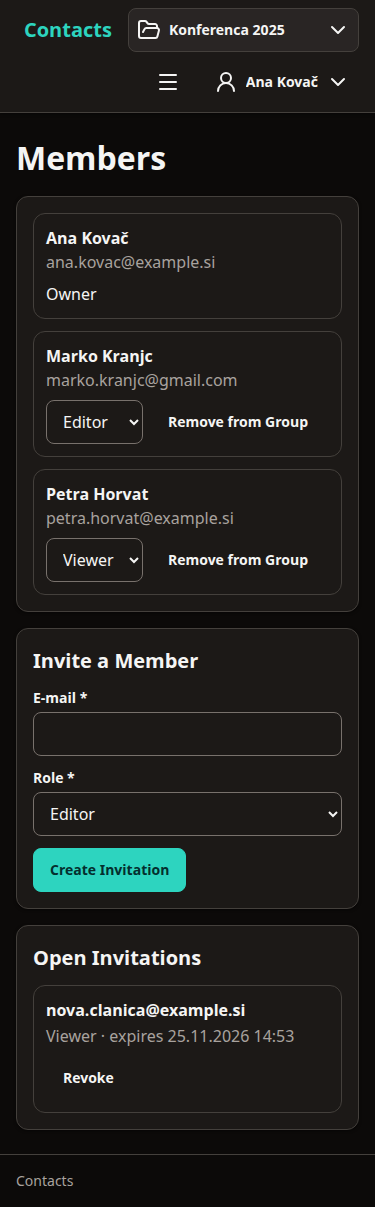 Contacts
Konferenca 2025
Ana Kovač
Members
Ana Kovač
ana.kovac@example.si
Owner
Marko Kranjc
marko.kranjc@gmail.com
Editor
Remove from Group
Petra Horvat
petra.horvat@example.si
Viewer
Remove from Group
Invite a Member
E-mail *
Role *
Editor
Create Invitation
Open Invitations
nova.clanica@example.si
Viewer · expires 25.11.2026 14:53
Revoke
Contacts